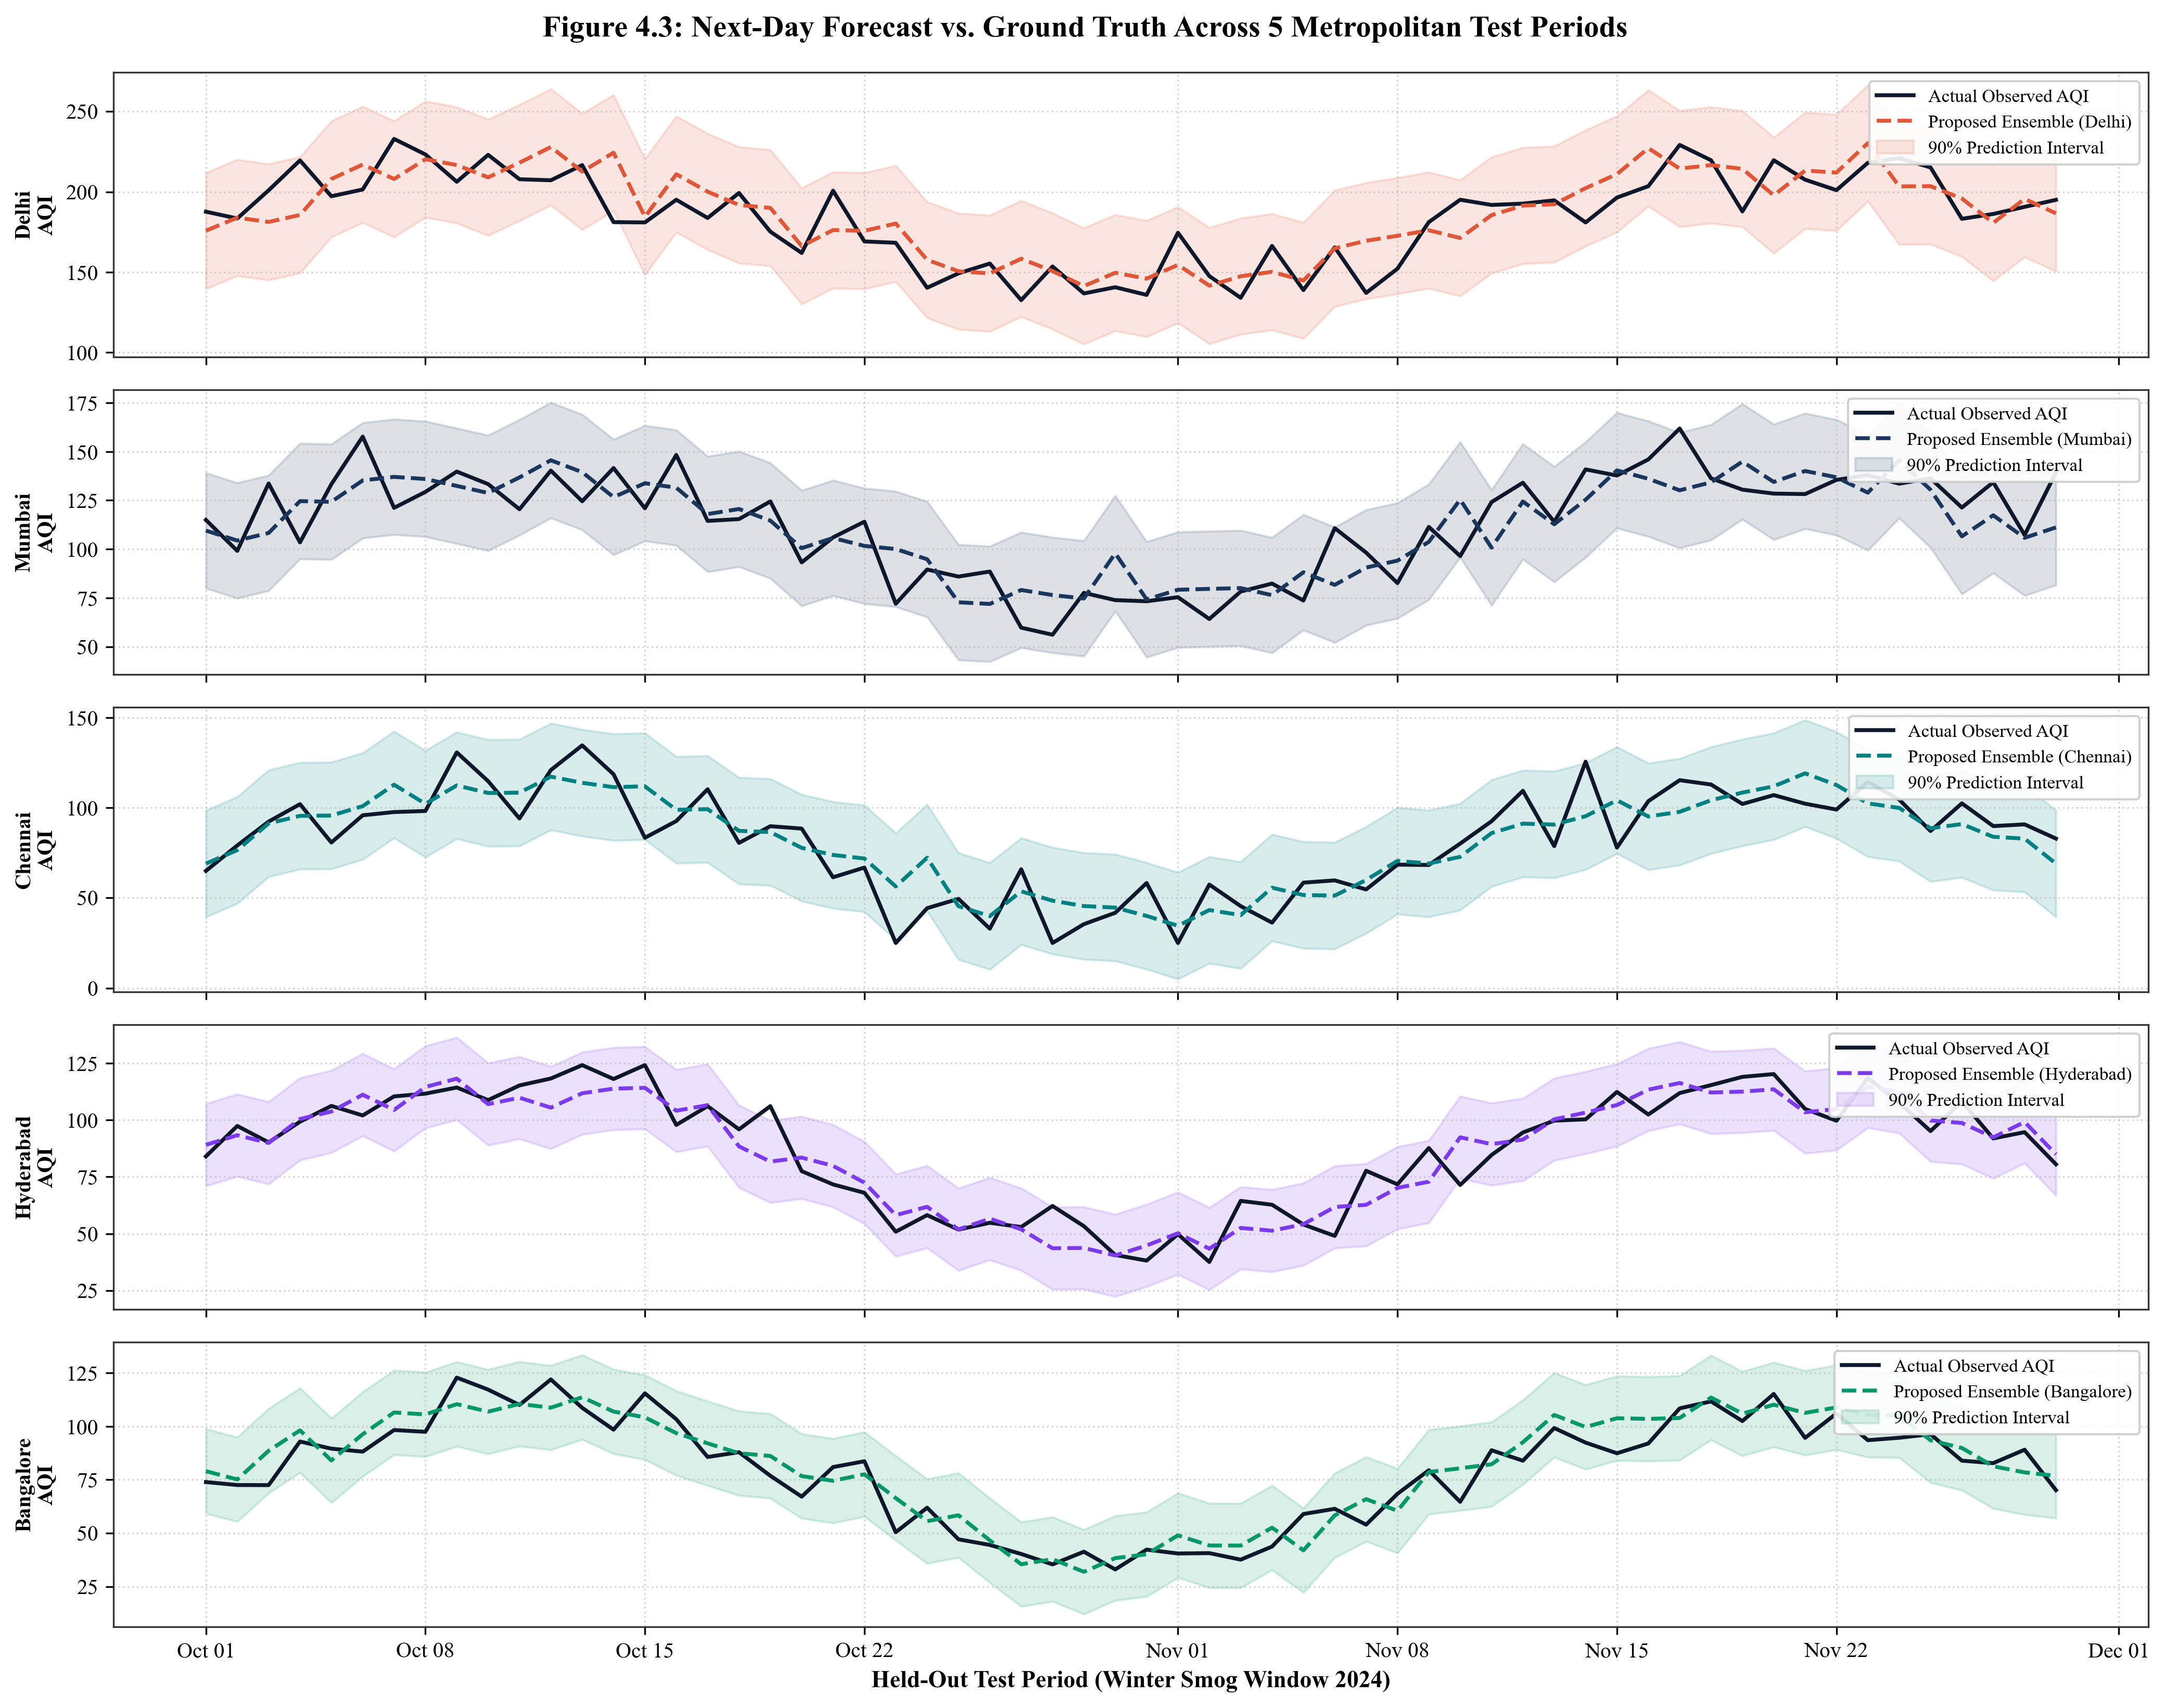 Figure 4.3: Next-Day Forecast vs. Ground Truth Across 5 Metropolitan Test Periods
Delhi
AQI
250
200
150
100
Actual Observed AQI
Proposed Ensemble (Delhi)
90% Prediction Interval
Mumbai
AQI
175
150
125
100
75
50
Actual Observed AQI
Proposed Ensemble (Mumbai)
90% Prediction Interval
Chennai
AQI
150
100
50
0
Actual Observed AQI
Proposed Ensemble (Chennai)
90% Prediction Interval
Hyderabad
AQI
125
100
75
50
25
Actual Observed AQI
Proposed Ensemble (Hyderabad)
90% Prediction Interval
Bangalore
AQI
125
100
75
50
25
Actual Observed AQI
Proposed Ensemble (Bangalore)
90% Prediction Interval
Oct 01 Oct 08 Oct 15 Oct 22 Nov 01 Nov 08 Nov 15 Nov 22 Dec 01
Held-Out Test Period (Winter Smog Window 2024)